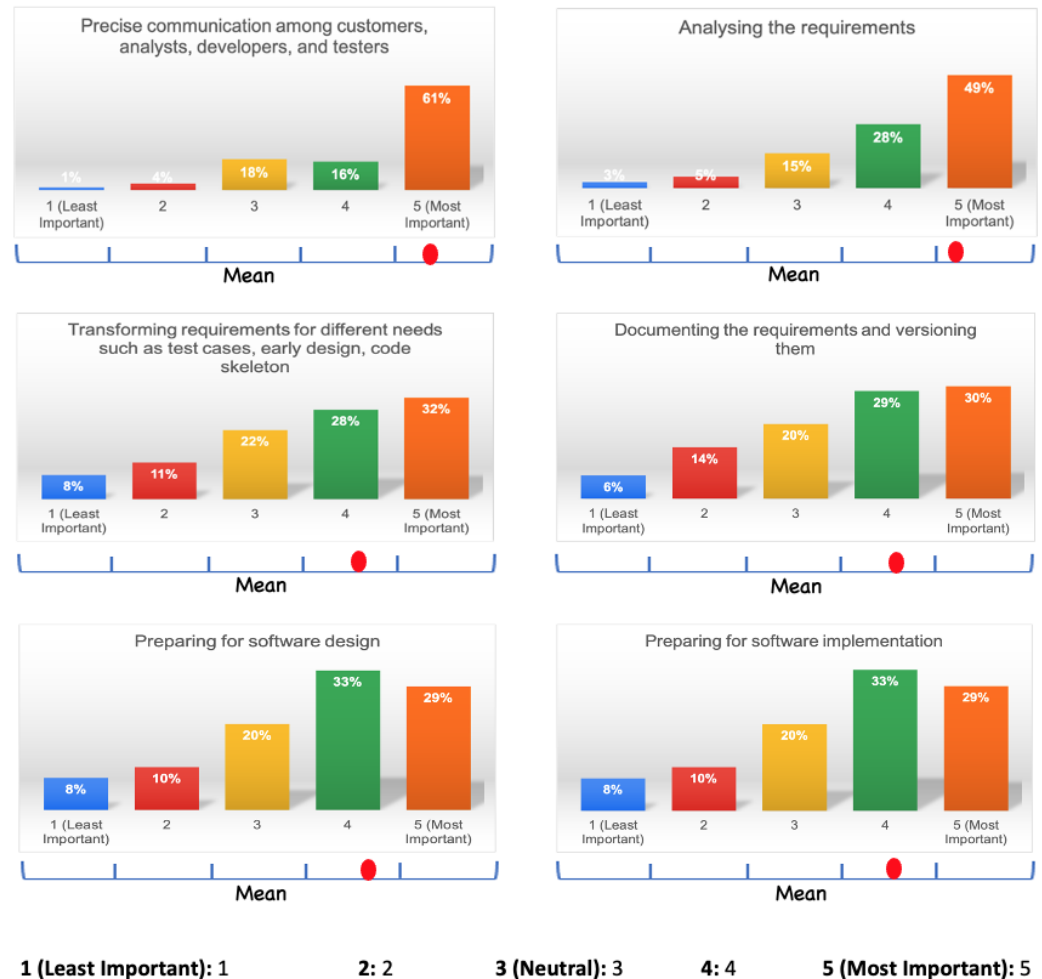 Precise communication among customers,
analysts, developers, and testers
1%
4%
18%
16%
61%
1 (Least
Important)
2
3
4
5 (Most
Important)
Mean
Analysing the requirements
3%
5%
15%
28%
49%
1 (Least
Important)
2
3
4
5 (Most
Important)
Mean
Transforming requirements for different needs
such as test cases, early design, code
skeleton
8%
11%
22%
28%
32%
1 (Least
Important)
2
3
4
5 (Most
Important)
Mean
Documenting the requirements and versioning
them
6%
14%
20%
29%
30%
1 (Least
Important)
2
3
4
5 (Most
Important)
Mean
Preparing for software design
8%
10%
20%
33%
29%
1 (Least
Important)
2
3
4
5 (Most
Important)
Mean
Preparing for software implementation
8%
10%
20%
33%
29%
1 (Least
Important)
2
3
4
5 (Most
Important)
Mean
1 (Least Important): 1 2: 2 3 (Neutral): 3 4: 4 5 (Most Important): 5